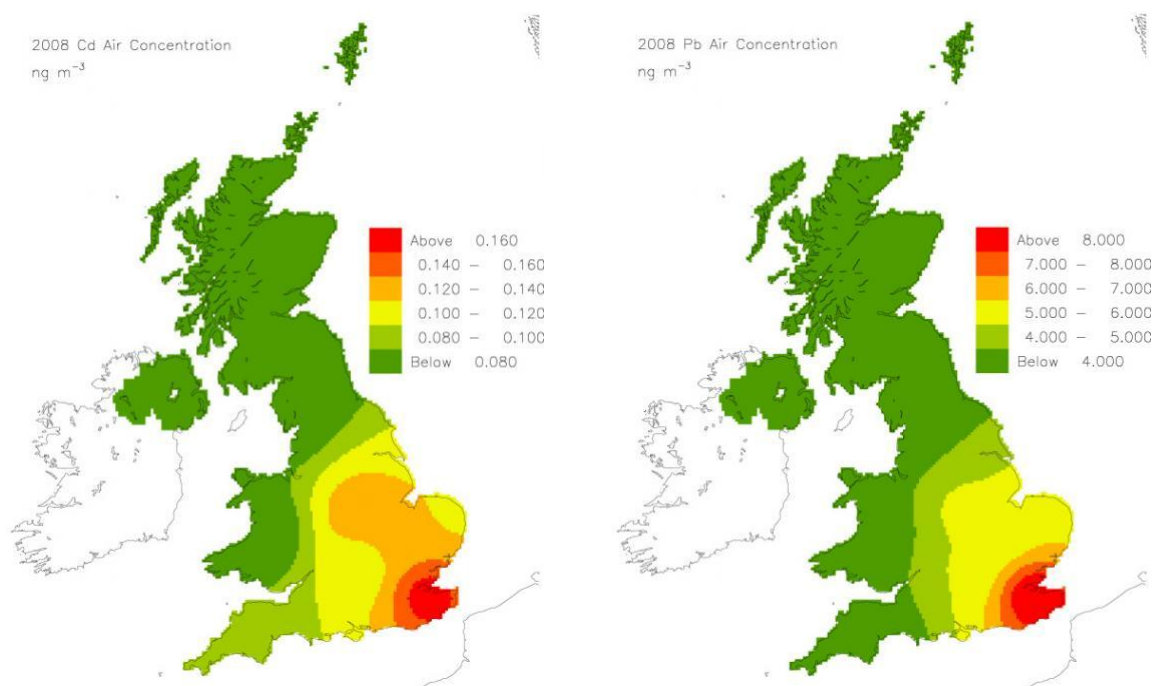 2008 Cd Air Concentration
ng m⁻³
Above 0.160
0.140 – 0.160
0.120 – 0.140
0.100 – 0.120
0.080 – 0.100
Below 0.080
2008 Pb Air Concentration
ng m⁻³
Above 8.000
7.000 – 8.000
6.000 – 7.000
5.000 – 6.000
4.000 – 5.000
Below 4.000